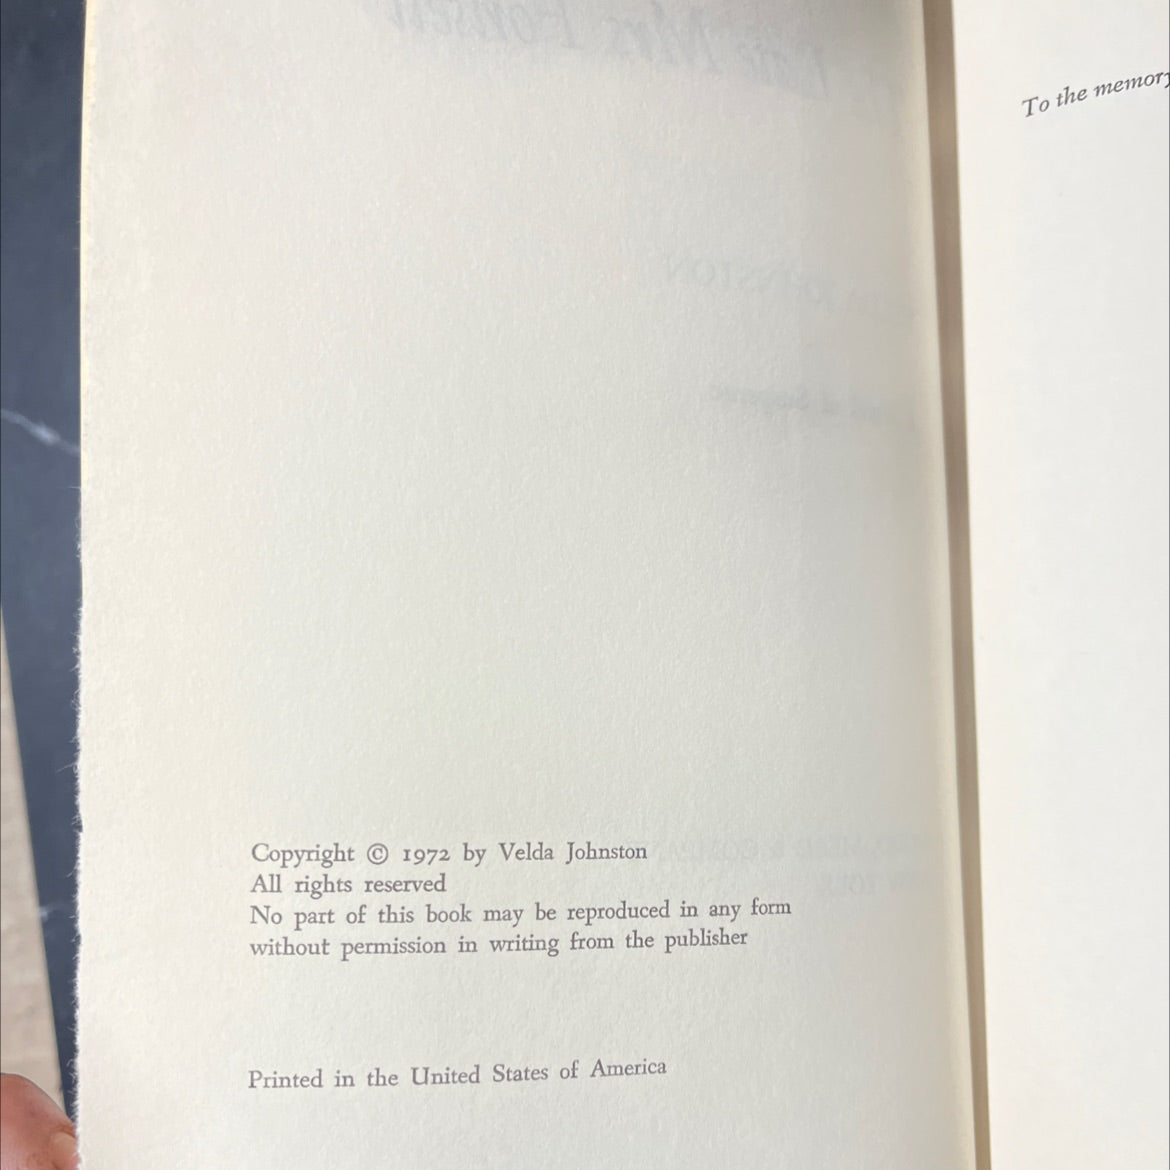 Copyright © 1972 by Velda Johnston
All rights reserved
No part of this book may be reproduced in any form
without permission in writing from the publisher
Printed in the United States of America
To the memory